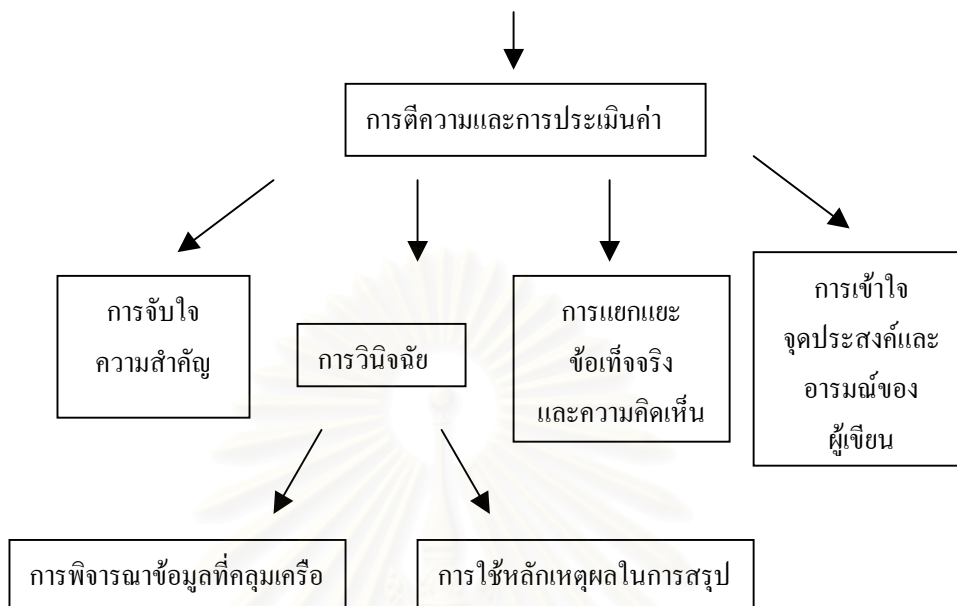 การตีความและการประเมินค่า
การจับใจ
ความสำคัญ
การวินิจฉัย
การแยกแยะ
ข้อเท็จจริง
และความคิดเห็น
การเข้าใจ
จุดประสงค์และ
อารมณ์ของ
ผู้เขียน
การพิจารณาข้อมูลที่คลุมเครือ
การใช้หลักเหตุผลในการสรุป